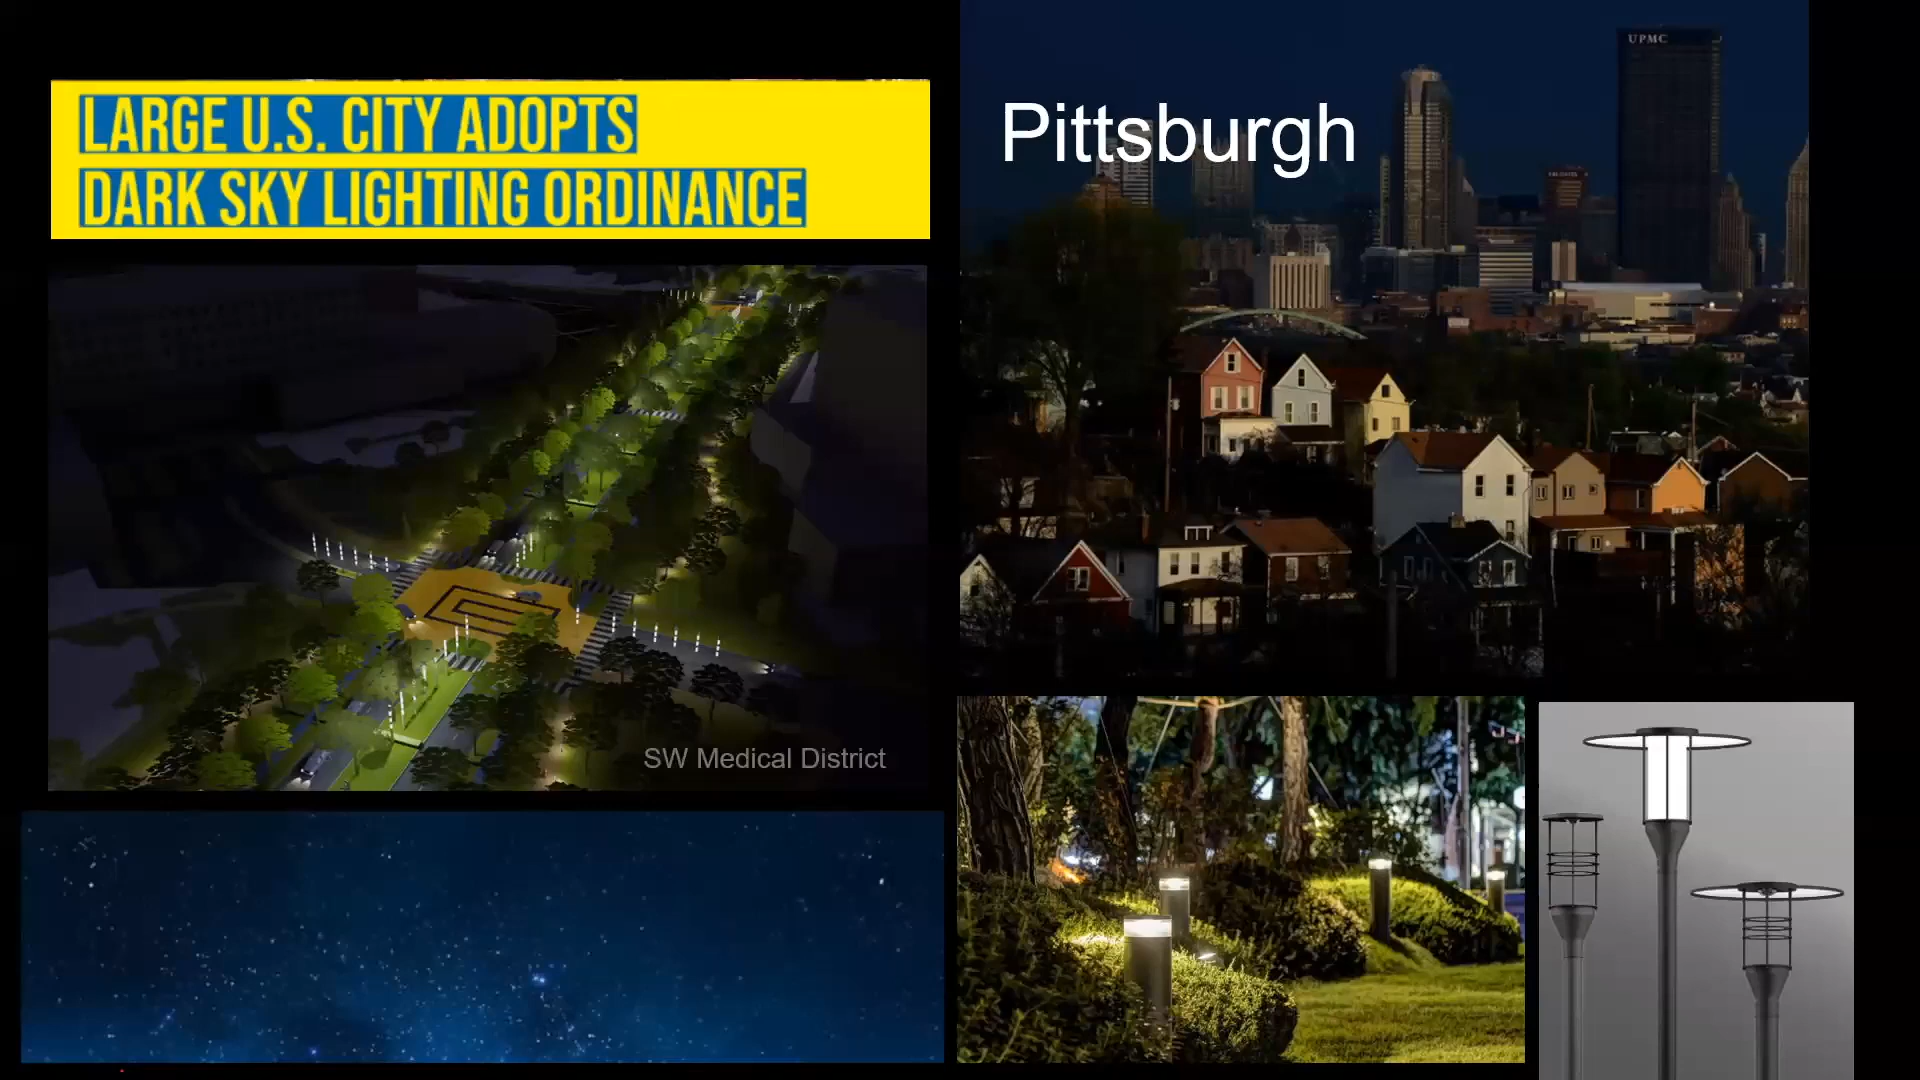 LARGE U.S. CITY ADOPTS
DARK SKY LIGHTING ORDINANCE
Pittsburgh
UPMC
SW Medical District